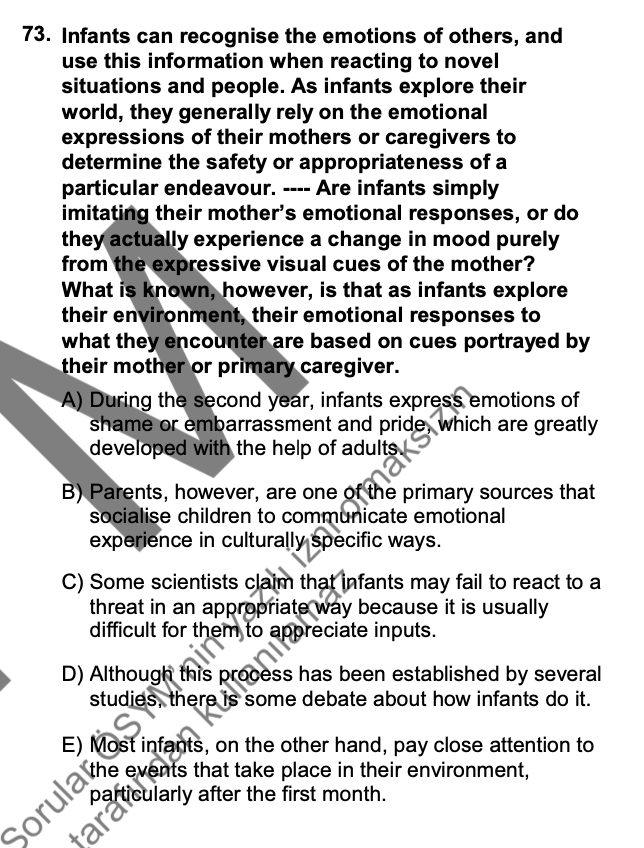 73. Infants can recognise the emotions of others, and
use this information when reacting to novel
situations and people. As infants explore their
world, they generally rely on the emotional
expressions of their mothers or caregivers to
determine the safety or appropriateness of a
particular endeavour. ---- Are infants simply
imitating their mother’s emotional responses, or do
they actually experience a change in mood purely
from the expressive visual cues of the mother?
What is known, however, is that as infants explore
their environment, their emotional responses to
what they encounter are based on cues portrayed by
their mother or primary caregiver.
A) During the second year, infants express emotions of
shame or embarrassment and pride, which are greatly
developed with the help of adults.
B) Parents, however, are one of the primary sources that
socialise children to communicate emotional
experience in culturally specific ways.
C) Some scientists claim that infants may fail to react to a
threat in an appropriate way because it is usually
difficult for them to appreciate inputs.
D) Although this process has been established by several
studies, there is some debate about how infants do it.
E) Most infants, on the other hand, pay close attention to
the events that take place in their environment,
particularly after the first month.
Sorular ÖSYM'nin yazılı izni olmaksızın
tarafından kullanılamaz.